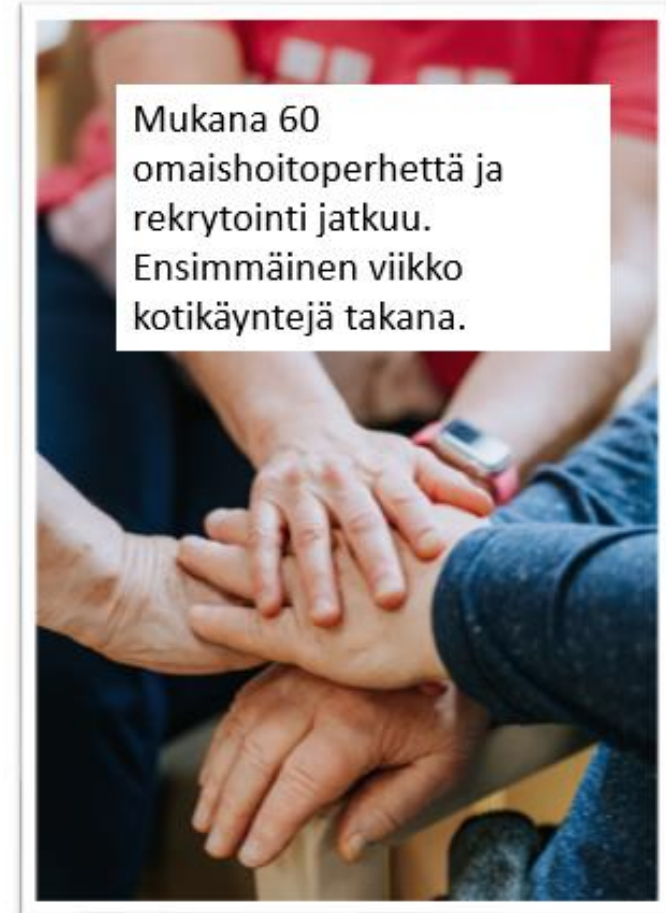 Mukana 60
omaishoitoperhettä ja
rekrytointi jatkuu.
Ensimmäinen viikko
kotikäyntejä takana.